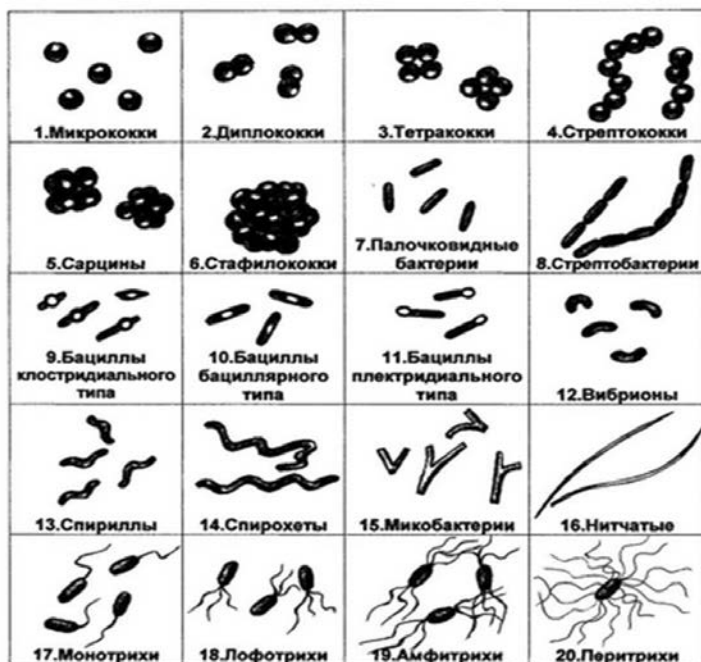 1.Микрококки
2.Диплококки
3.Тетракокки
4.Стрептококки
5.Сарцины
6.Стафилококки
7.Палочковидные
бактерии
8.Стрептобактерии
9.Бациллы
клостридиального
типа
10.Бациллы
бациллярного
типа
11.Бациллы
плектридиального
типа
12.Вибрионы
13.Спириллы
14.Спирохеты
15.Микобактерии
16.Нитчатые
17.Монотрихи
18.Лофотрихи
19.Амфитрихи
20.Перитрихи